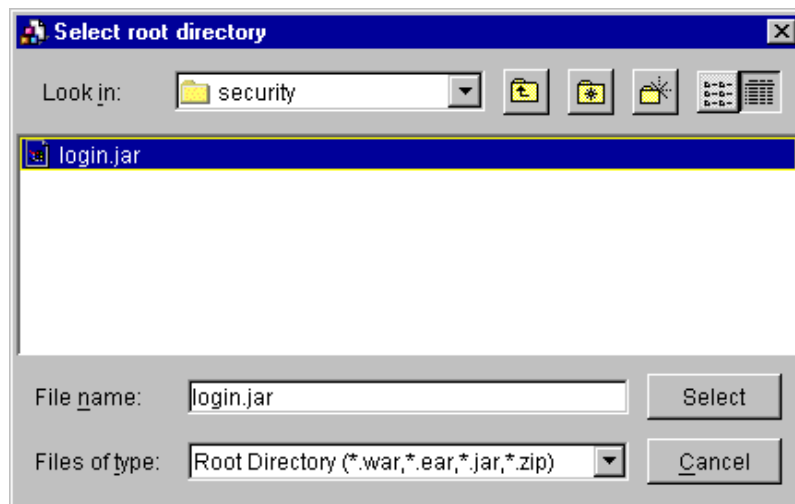 Select root directory
Look in: security
login.jar
File name: login.jar Select
Files of type: Root Directory (*.war,*.ear,*.jar,*.zip) Cancel